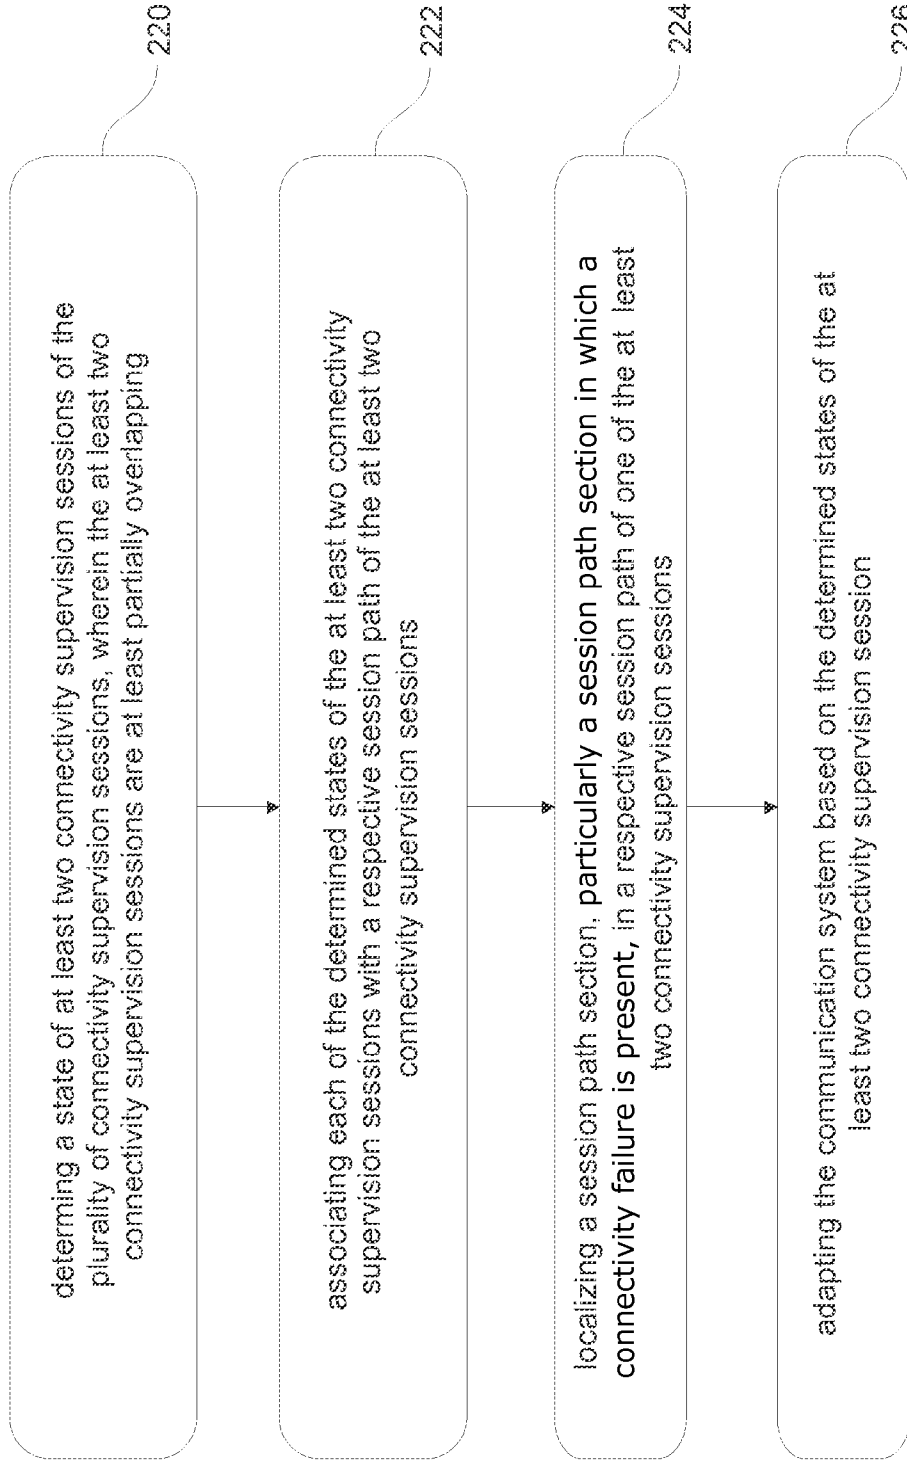 220
determing a state of at least two connectivity supervision sessions of the
plurality of connectivity supervision sessions, wherein the at least two
connectivity supervision sessions are at least partially overlapping
222
associating each of the determined states of the at least two connectivity
supervision sessions with a respective session path of the at least two
connectivity supervision sessions
224
localizing a session path section, particularly a session path section in which a
connectivity failure is present, in a respective session path of one of the at least
two connectivity supervision sessions
226
adapting the communication system based on the determined states of the at
least two connectivity supervision session